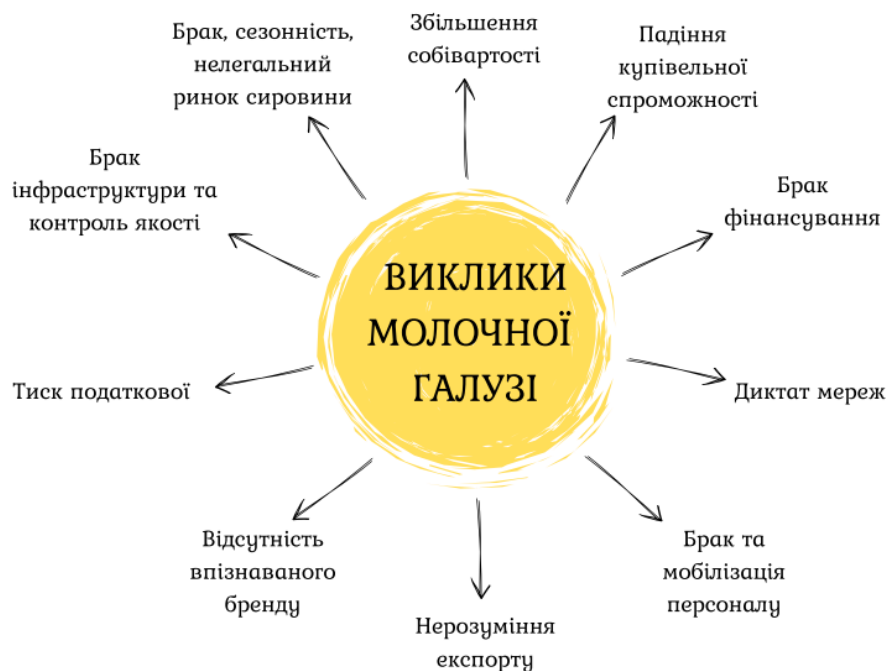 Збільшення
собівартості
Брак, сезонність,
нелегальний
ринок сировини
Падіння
купівельної
спроможності
Брак
інфраструктури та
контроль якості
Брак
фінансування
ВИКЛИКИ
МОЛОЧНОЇ
ГАЛУЗІ
Тиск податкової
Диктат мереж
Відсутність
впізнаваного
бренду
Брак та
мобілізація
персоналу
Нерозуміння
експорту